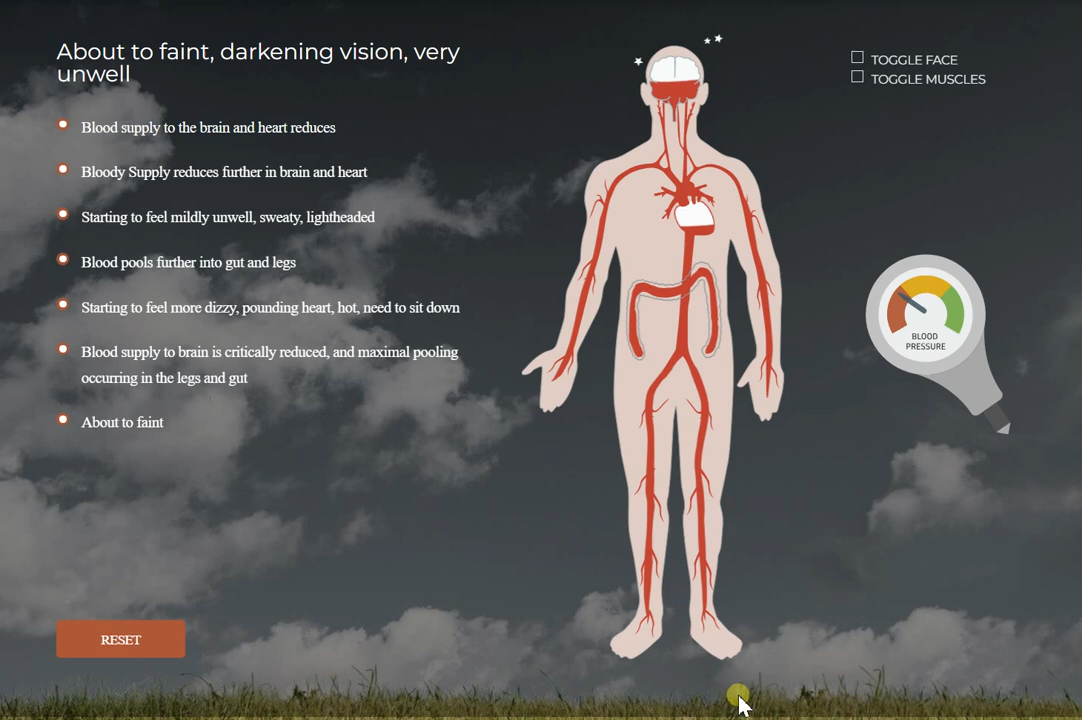 About to faint, darkening vision, very
unwell
Blood supply to the brain and heart reduces
Bloody Supply reduces further in brain and heart
Starting to feel mildly unwell, sweaty, lightheaded
Blood pools further into gut and legs
Starting to feel more dizzy, pounding heart, hot, need to sit down
Blood supply to brain is critically reduced, and maximal pooling
occurring in the legs and gut
About to faint
RESET
TOGGLE FACE
TOGGLE MUSCLES
BLOOD
PRESSURE